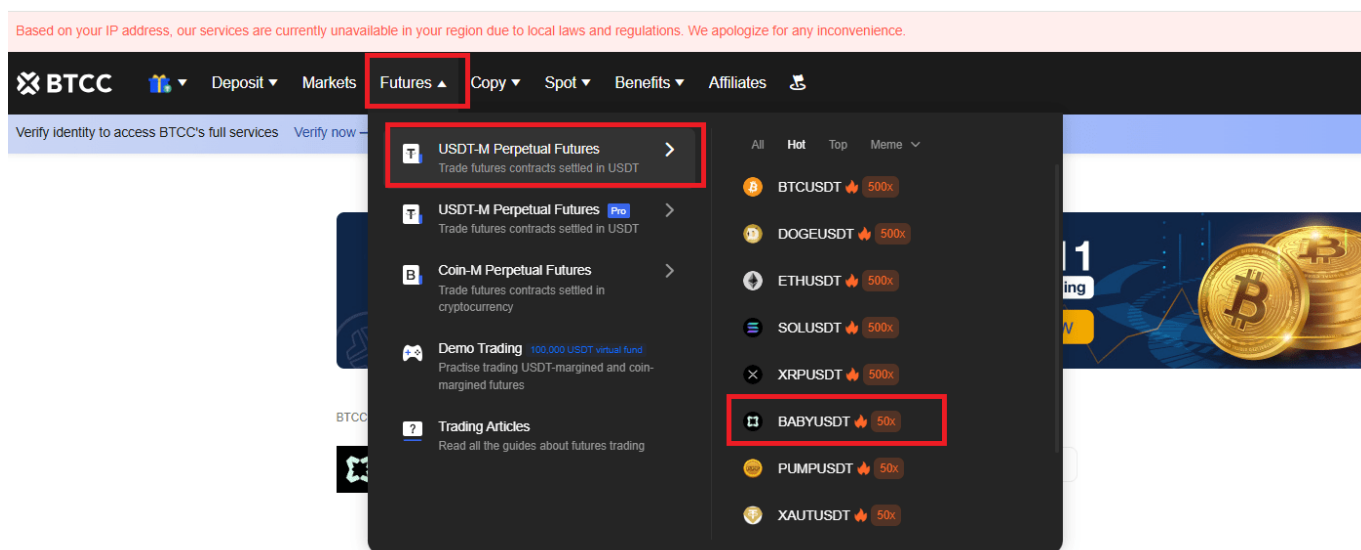 Based on your IP address, our services are currently unavailable in your region due to local laws and regulations. We apologize for any inconvenience.
BTCC Deposit Markets Futures Copy Spot Benefits Affiliates
Verify identity to access BTCC's full services Verify now
USDT-M Perpetual Futures
Trade futures contracts settled in USDT
USDT-M Perpetual Futures Pro
Trade futures contracts settled in USDT
Coin-M Perpetual Futures
Trade futures contracts settled in
cryptocurrency
Demo Trading 100,000 USDT virtual fund
Practise trading USDT-margined and coin-
margined futures
Trading Articles
Read all the guides about futures trading
All Hot Top Meme
BTCUSDT 500x
DOGEUSDT 500x
ETHUSDT 500x
SOLUSDT 500x
XRPUSDT 500x
BABYUSDT 50x
PUMPUSDT 50x
XAUTUSDT 50x
BTCC